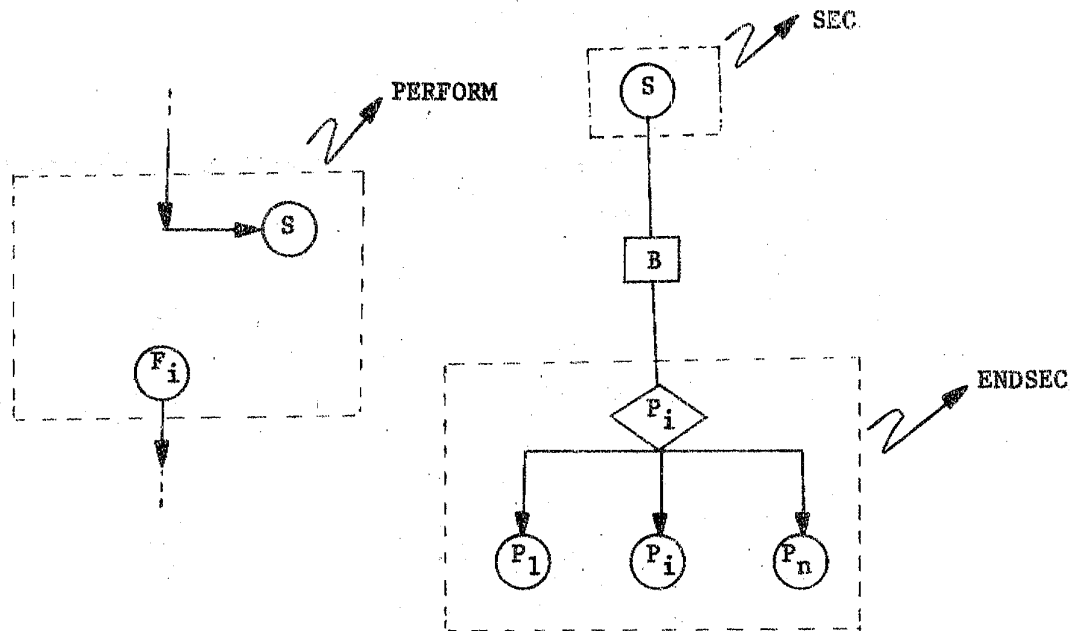 SEC
S
PERFORM
S
B
F_i
ENDSEC
P_i
P_1
P_i
P_n